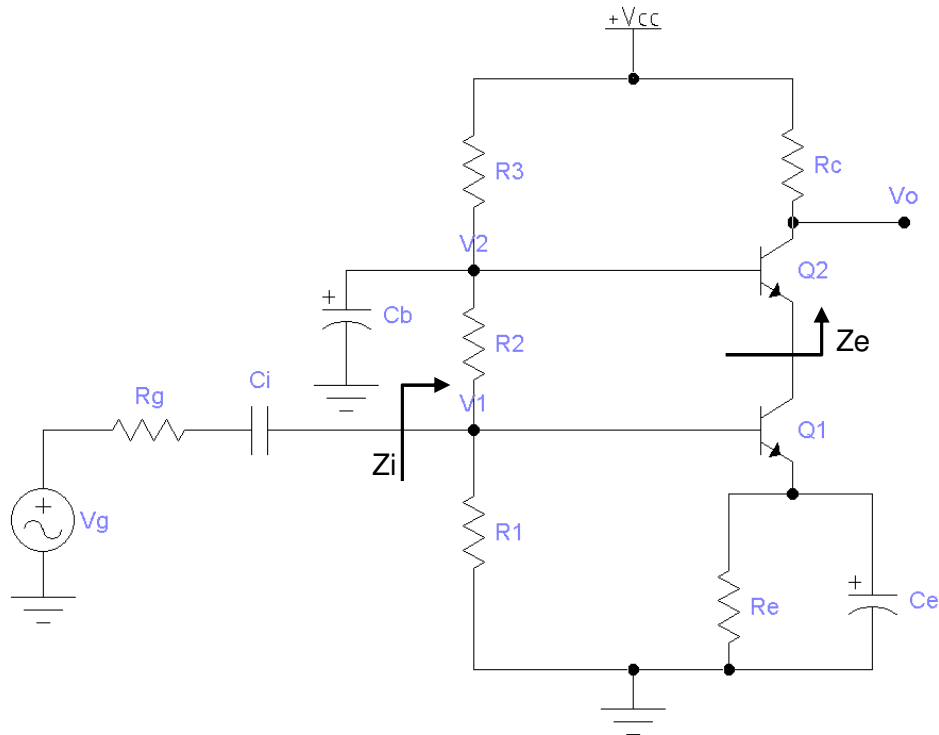 +Vcc
R3
Rc
Vo
V2
Q2
+
Cb
R2
Ze
Ci
Rg
V1
Q1
Zi
+
Vg
R1
+
Re
Ce